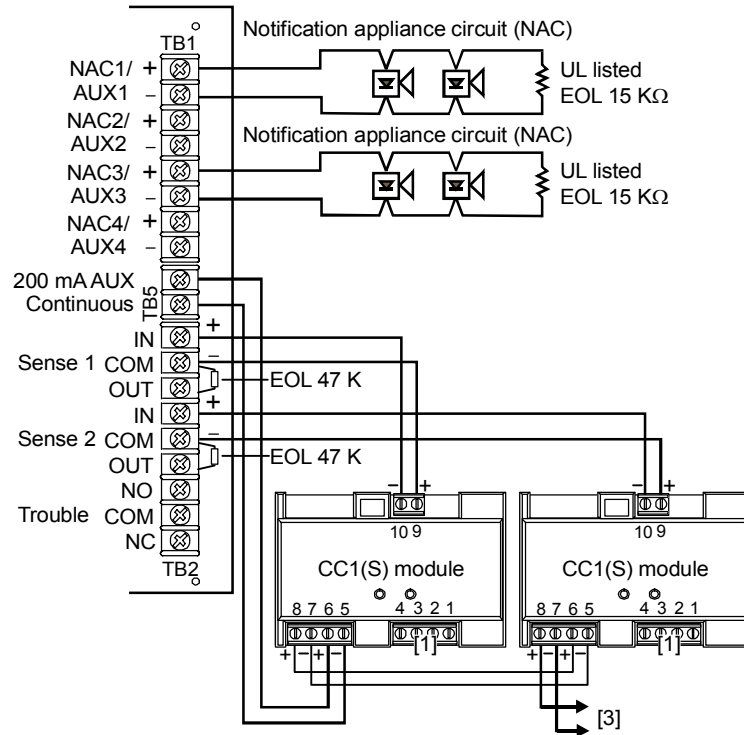 TB1
Notification appliance circuit (NAC)
NAC1/ +
AUX1 –
UL listed
EOL 15 KΩ
NAC2/ +
AUX2 –
Notification appliance circuit (NAC)
NAC3/ +
AUX3 –
UL listed
EOL 15 KΩ
NAC4/ +
AUX4 –
200 mA AUX
Continuous
TB5
IN +
Sense 1 COM –
OUT
EOL 47 K
IN +
Sense 2 COM –
OUT
EOL 47 K
NO
Trouble COM
NC
TB2
– +
10 9
CC1(S) module
8 7 6 5 4 3 2 1
[1]
+ – + –
– +
10 9
CC1(S) module
8 7 6 5 4 3 2 1
[1]
+ – + –
[3]